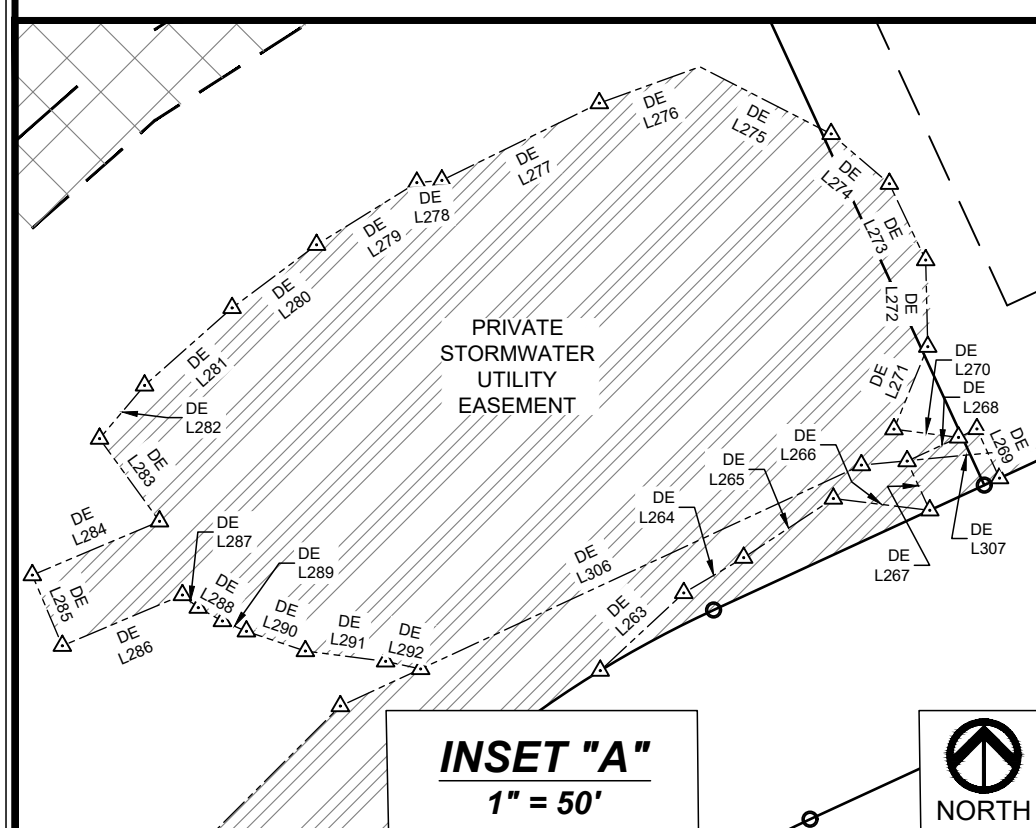 DE
L276
DE
L275
DE
L277
DE
L274
DE
L278
DE
L279
DE
L273
DE
L280
DE
L272
PRIVATE
STORMWATER
UTILITY
EASEMENT
DE
L281
DE
L271
DE
L270
DE
L268
DE
L282
DE
L283
DE
L269
DE
L266
DE
L265
DE
L264
DE
L284
DE
L287
DE
L307
DE
L267
DE
L289
DE
L306
DE
L285
DE
L288
DE
L263
DE
L290
DE
L286
DE
L291
DE
L292
INSET "A"
1" = 50'
NORTH